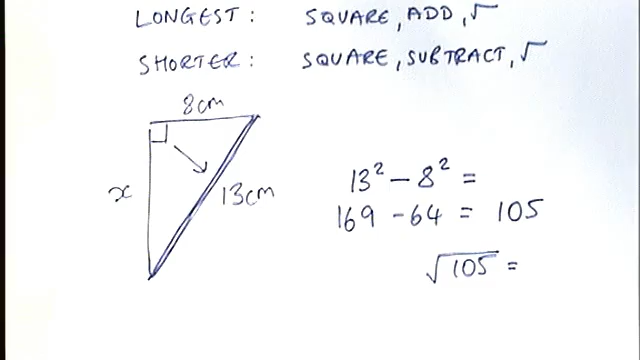 LONGEST: SQUARE, ADD, √
SHORTER: SQUARE, SUBTRACT, √
8cm
x
13cm
13² - 8² =
169 - 64 = 105
√105 =